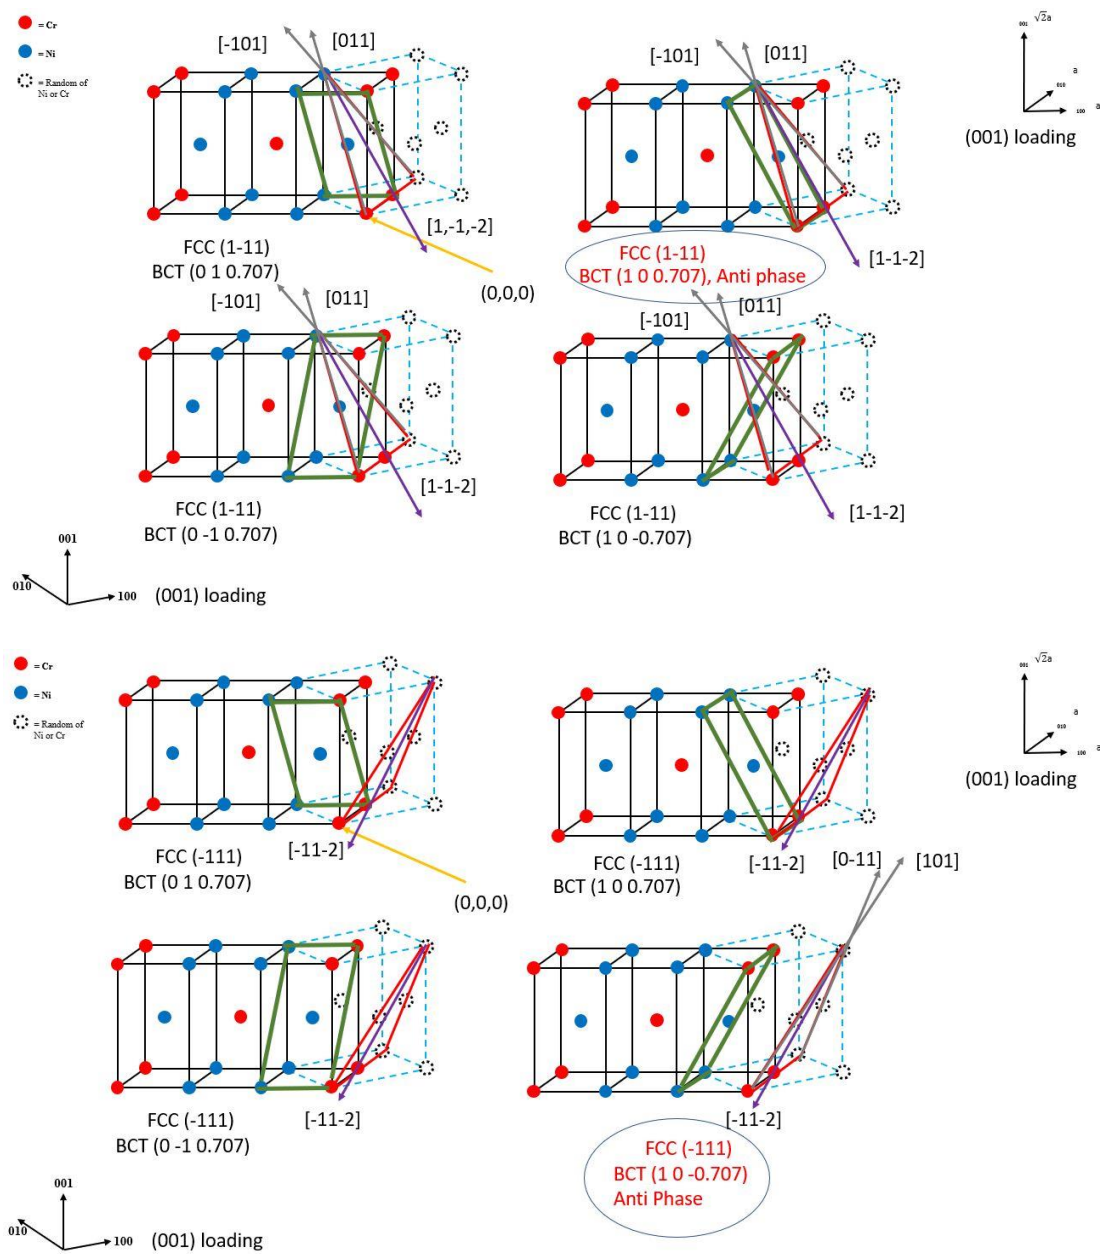 = Cr
= Ni
= Random of
Ni or Cr
[-101]
[011]
[1,-1,-2]
FCC (1-11)
BCT (0 1 0.707)
(0,0,0)
[-101]
[011]
[1-1-2]
FCC (1-11)
BCT (1 0 0.707), Anti phase
001 √2a
a
010
100 a
(001) loading
[-101]
[011]
[1-1-2]
FCC (1-11)
BCT (0 -1 0.707)
[-101]
[011]
[1-1-2]
FCC (1-11)
BCT (1 0 -0.707)
001
010
100
(001) loading
= Cr
= Ni
= Random of
Ni or Cr
[-11-2]
FCC (-111)
BCT (0 1 0.707)
(0,0,0)
[-11-2]
FCC (-111)
BCT (1 0 0.707)
001 √2a
a
010
100 a
(001) loading
[-11-2]
FCC (-111)
BCT (0 -1 0.707)
[0-11]
[101]
[-11-2]
FCC (-111)
BCT (1 0 -0.707)
Anti Phase
001
010
100
(001) loading